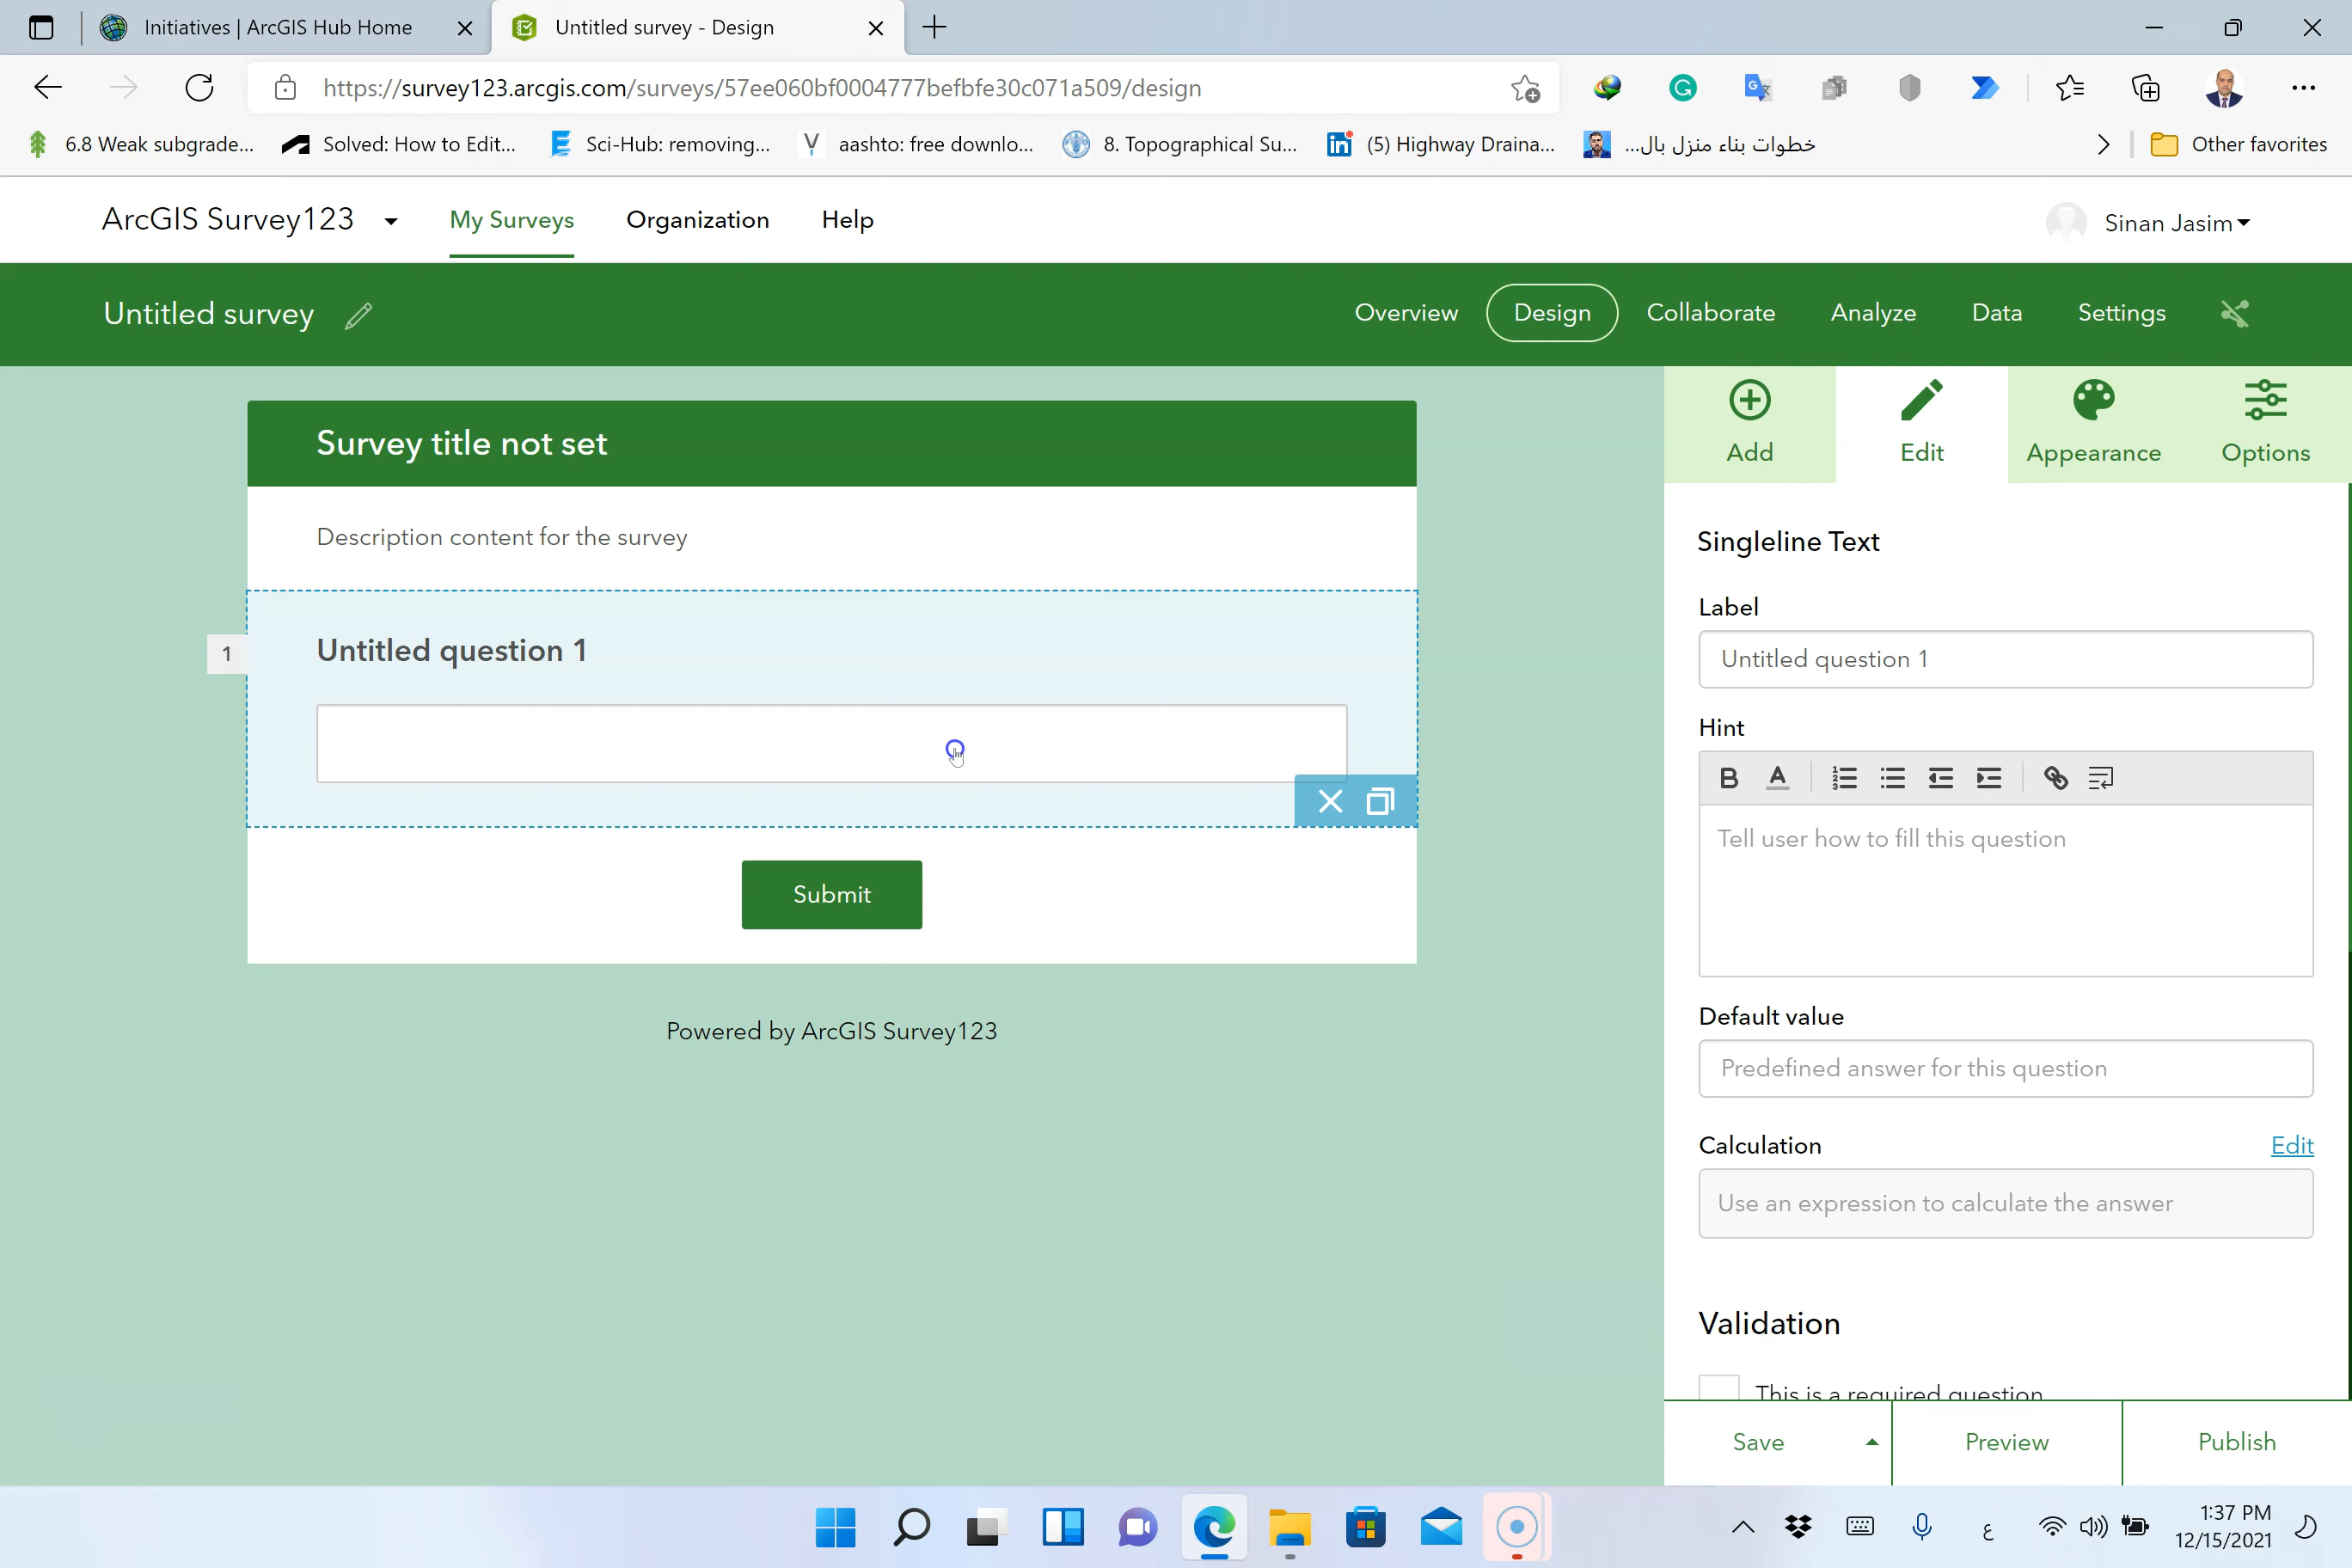 Initiatives | ArcGIS Hub Home
Untitled survey - Design
https://survey123.arcgis.com/surveys/57ee060bf0004777befbfe30c071a509/design
6.8 Weak subgrade...
Solved: How to Edit...
Sci-Hub: removing...
aashto: free downlo...
8. Topographical Su...
(5) Highway Draina...
خطوات بناء منزل بال...
Other favorites
ArcGIS Survey123
My Surveys
Organization
Help
Sinan Jasim
Untitled survey
Overview
Design
Collaborate
Analyze
Data
Settings
Add
Edit
Appearance
Options
Survey title not set
Description content for the survey
1
Untitled question 1
Submit
Powered by ArcGIS Survey123
Singleline Text
Label
Untitled question 1
Hint
Tell user how to fill this question
Default value
Predefined answer for this question
Calculation
Edit
Use an expression to calculate the answer
Validation
This is a required question
Save
Preview
Publish
ع
1:37 PM
12/15/2021